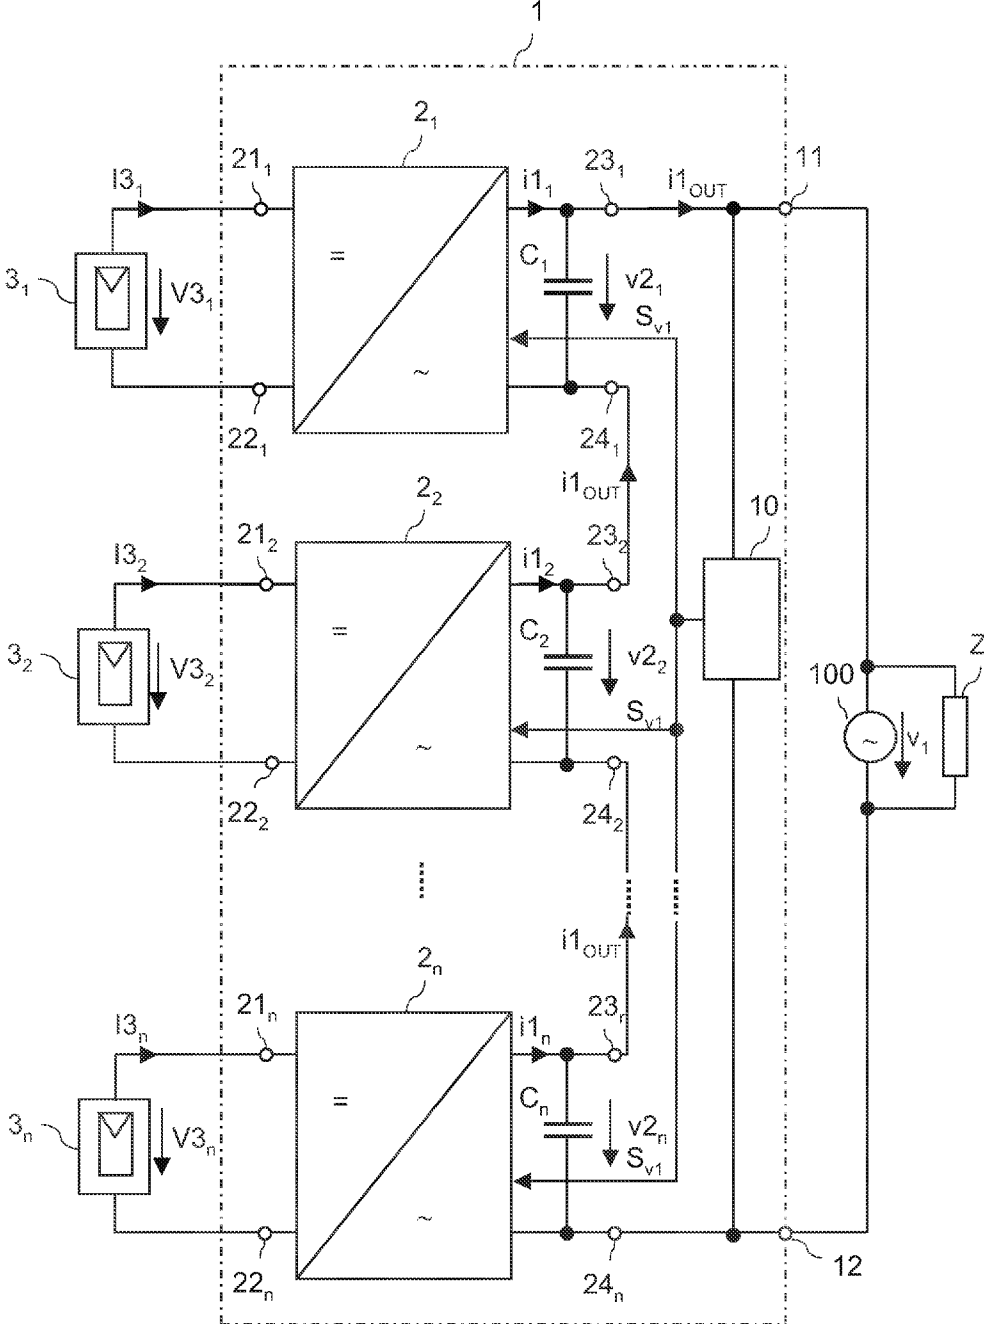 1
2₁
21₁
23₁
11
I3₁
i1₁
i1OUT
=
C₁
v2₁
3₁
V3₁
Sv1
~
22₁
24₁
2₂
i1OUT
10
21₂
23₂
I3₂
i1₂
=
C₂
v2₂
3₂
V3₂
Z
100
Sv1
v₁
~
~
22₂
24₂
i1OUT
2ₙ
21ₙ
23ₙ
I3ₙ
i1ₙ
=
Cₙ
v2ₙ
3ₙ
V3ₙ
Sv1
~
22ₙ
24ₙ
12